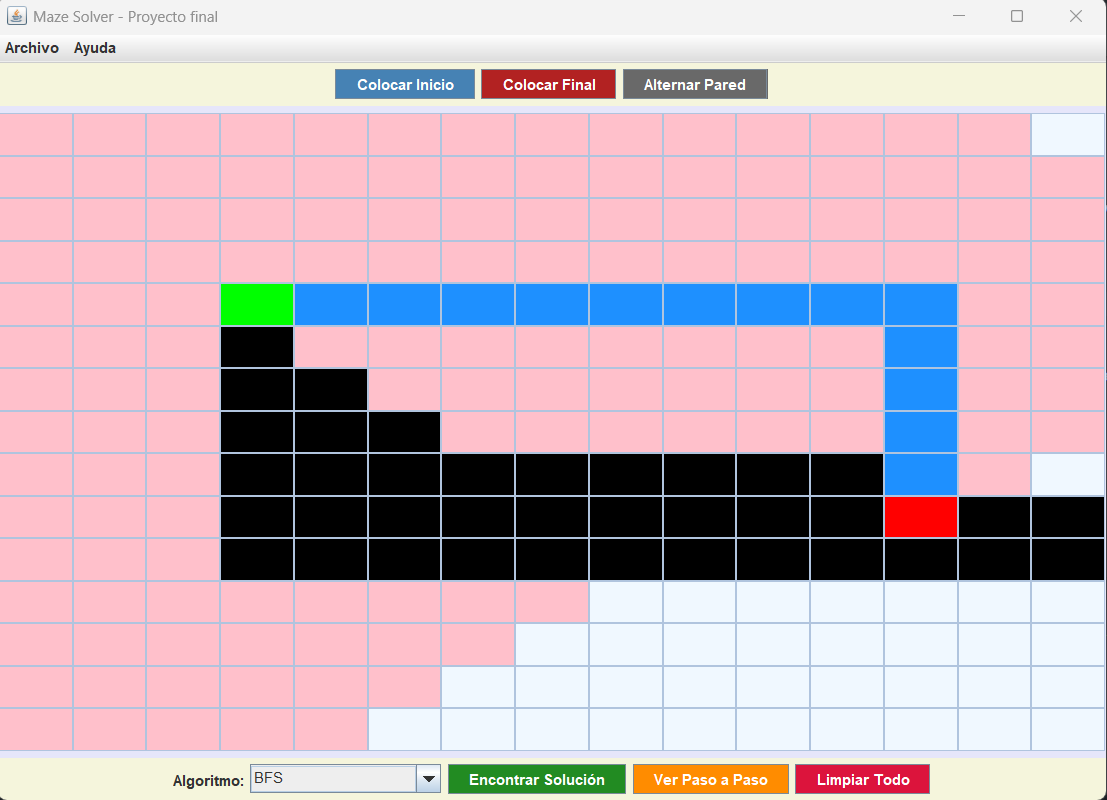 Maze Solver - Proyecto final
Archivo Ayuda
Colocar Inicio Colocar Final Alternar Pared
Algoritmo: BFS Encontrar Solución Ver Paso a Paso Limpiar Todo